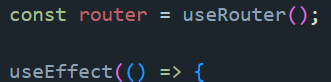 const router = useRouter();
useEffect(() => {